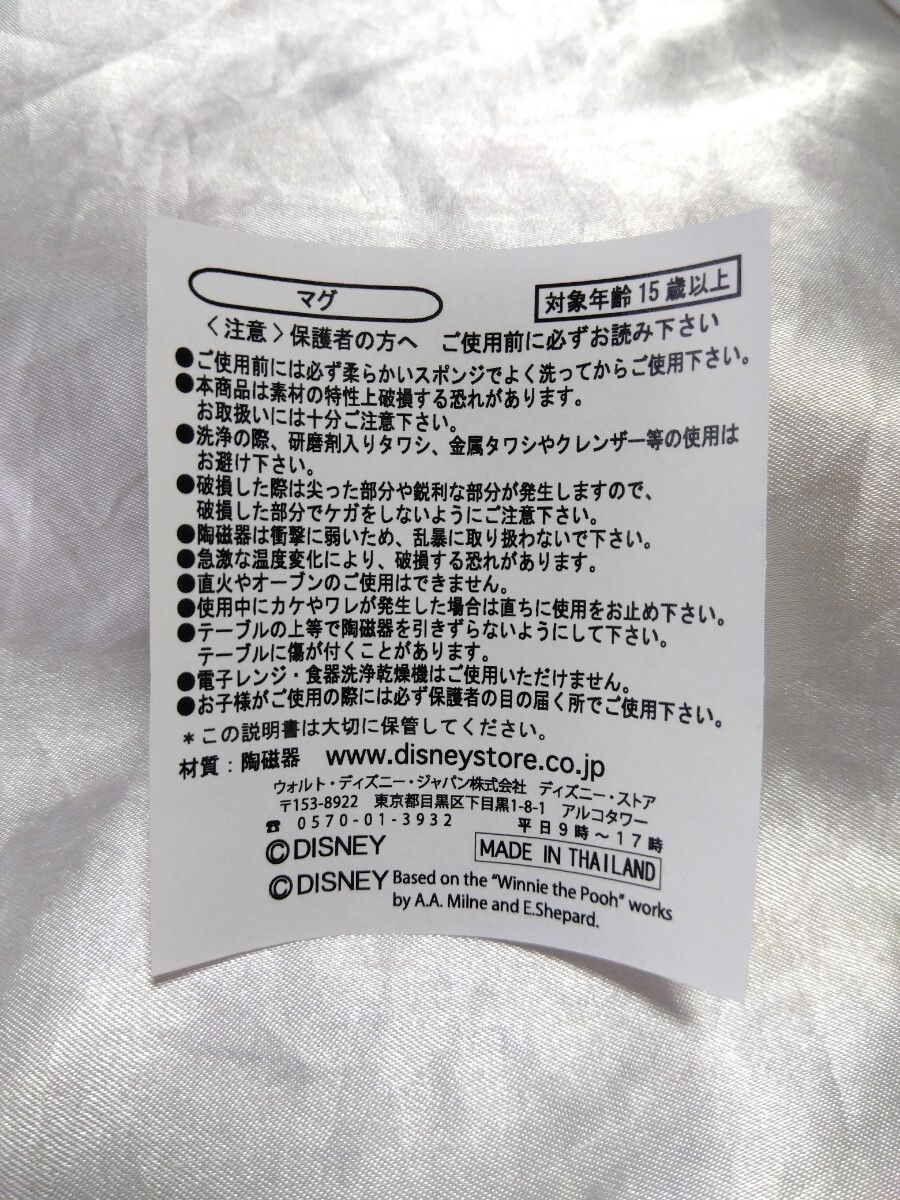 マグ
対象年齢15歳以上
〈注意〉保護者の方へ ご使用前に必ずお読み下さい
●ご使用前には必ず柔らかいスポンジでよく洗ってからご使用下さい。
●本商品は素材の特性上破損する恐れがあります。
お取扱いには十分ご注意下さい。
●洗浄の際、研磨剤入りタワシ、金属タワシやクレンザー等の使用は
お避け下さい。
●破損した際は尖った部分や鋭利な部分が発生しますので、
破損した部分でケガをしないようにご注意下さい。
●陶磁器は衝撃に弱いため、乱暴に取り扱わないで下さい。
●急激な温度変化により、破損する恐れがあります。
●直火やオーブンのご使用はできません。
●使用中にカケやワレが発生した場合は直ちに使用をお止め下さい。
●テーブルの上等で陶磁器を引きずらないようにして下さい。
テーブルに傷が付くことがあります。
●電子レンジ・食器洗浄乾燥機はご使用いただけません。
●お子様がご使用の際には必ず保護者の目の届く所でご使用下さい。
*この説明書は大切に保管してください。
材質：陶磁器 www.disneystore.co.jp
ウォルト・ディズニー・ジャパン株式会社 ディズニー・ストア
〒153-8922 東京都目黒区下目黒1-8-1 アルコタワー
☎ 0570-01-3932 平日9時～17時
©DISNEY
MADE IN THAILAND
©DISNEY Based on the "Winnie the Pooh" works
by A.A. Milne and E.Shepard.